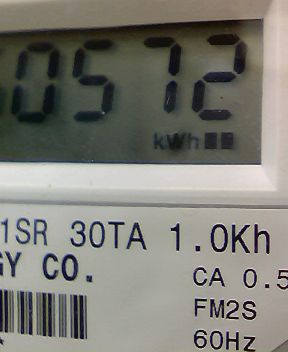 0572
kWh
1SR 30TA 1.0Kh
GY CO.
CA 0.5
FM2S
60Hz